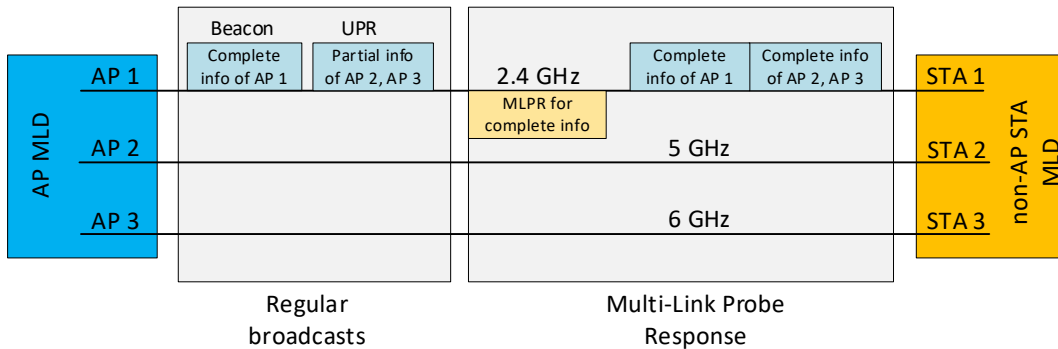 Beacon
UPR
Complete
info of AP 1
Partial info
of AP 2, AP 3
Complete
info of AP 1
Complete info
of AP 2, AP 3
AP MLD
AP 1
2.4 GHz
STA 1
MLPR for
complete info
AP 2
5 GHz
STA 2
AP 3
6 GHz
STA 3
non-AP STA
MLD
Regular
broadcasts
Multi-Link Probe
Response